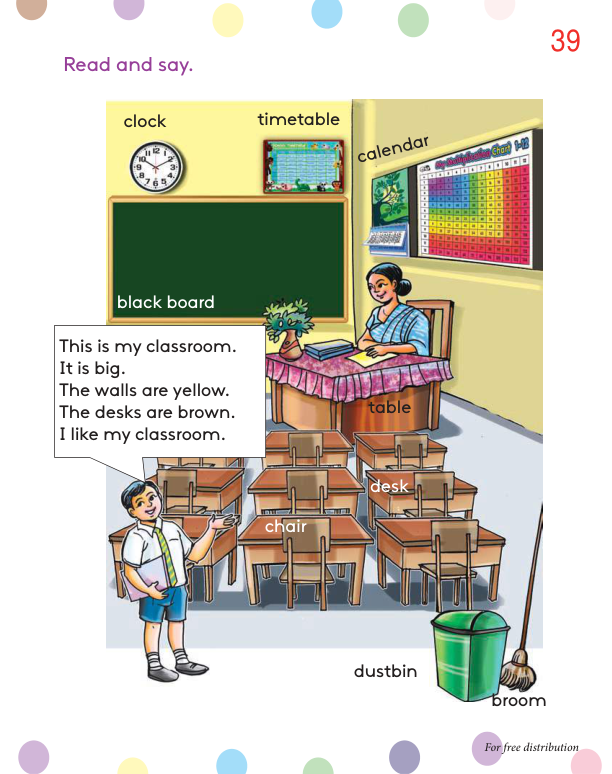 39
Read and say.
clock
timetable
calendar
My Multiplication Chart 1-12
black board
This is my classroom.
It is big.
The walls are yellow.
The desks are brown.
I like my classroom.
table
desk
chair
dustbin
broom
For free distribution